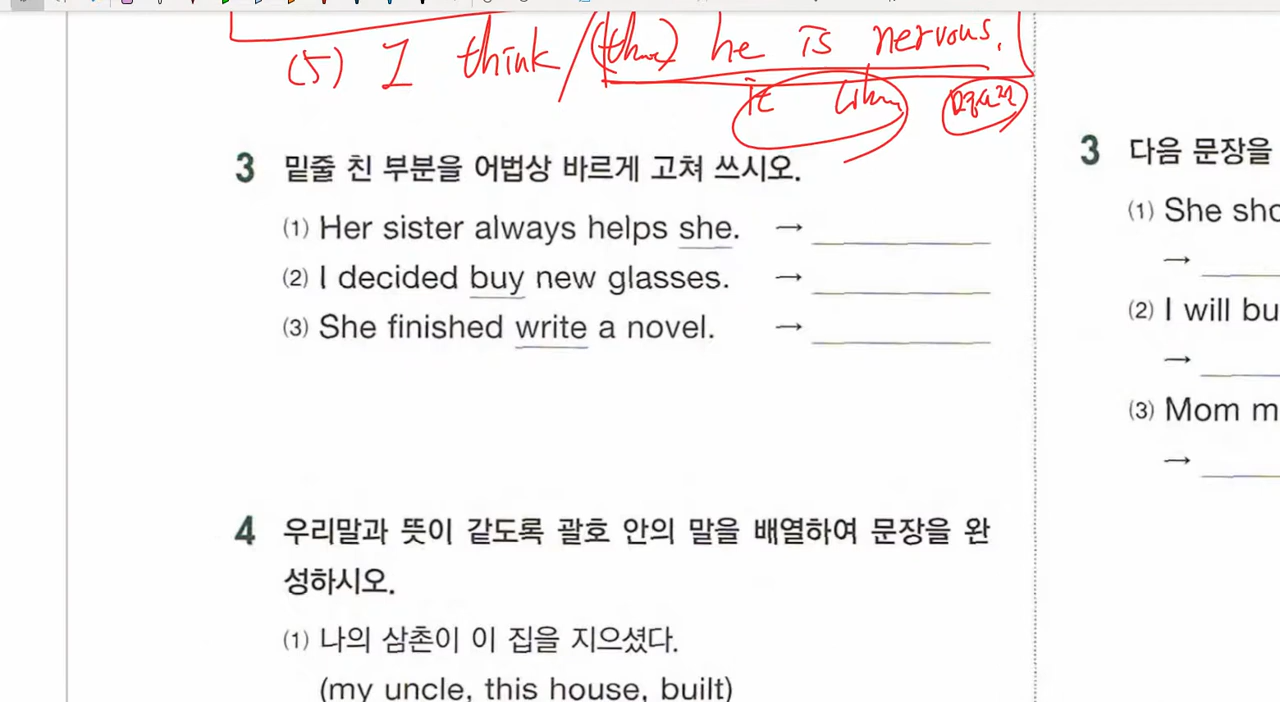 (5) I think / (that) he is nervous.
3 밑줄 친 부분을 어법상 바르게 고쳐 쓰시오.
(1) Her sister always helps she. →
(2) I decided buy new glasses. →
(3) She finished write a novel. →
4 우리말과 뜻이 같도록 괄호 안의 말을 배열하여 문장을 완
성하시오.
(1) 나의 삼촌이 이 집을 지으셨다.
(my uncle, this house, built)
3 다음 문장을
(1) She sho
→
(2) I will bu
→
(3) Mom m
→